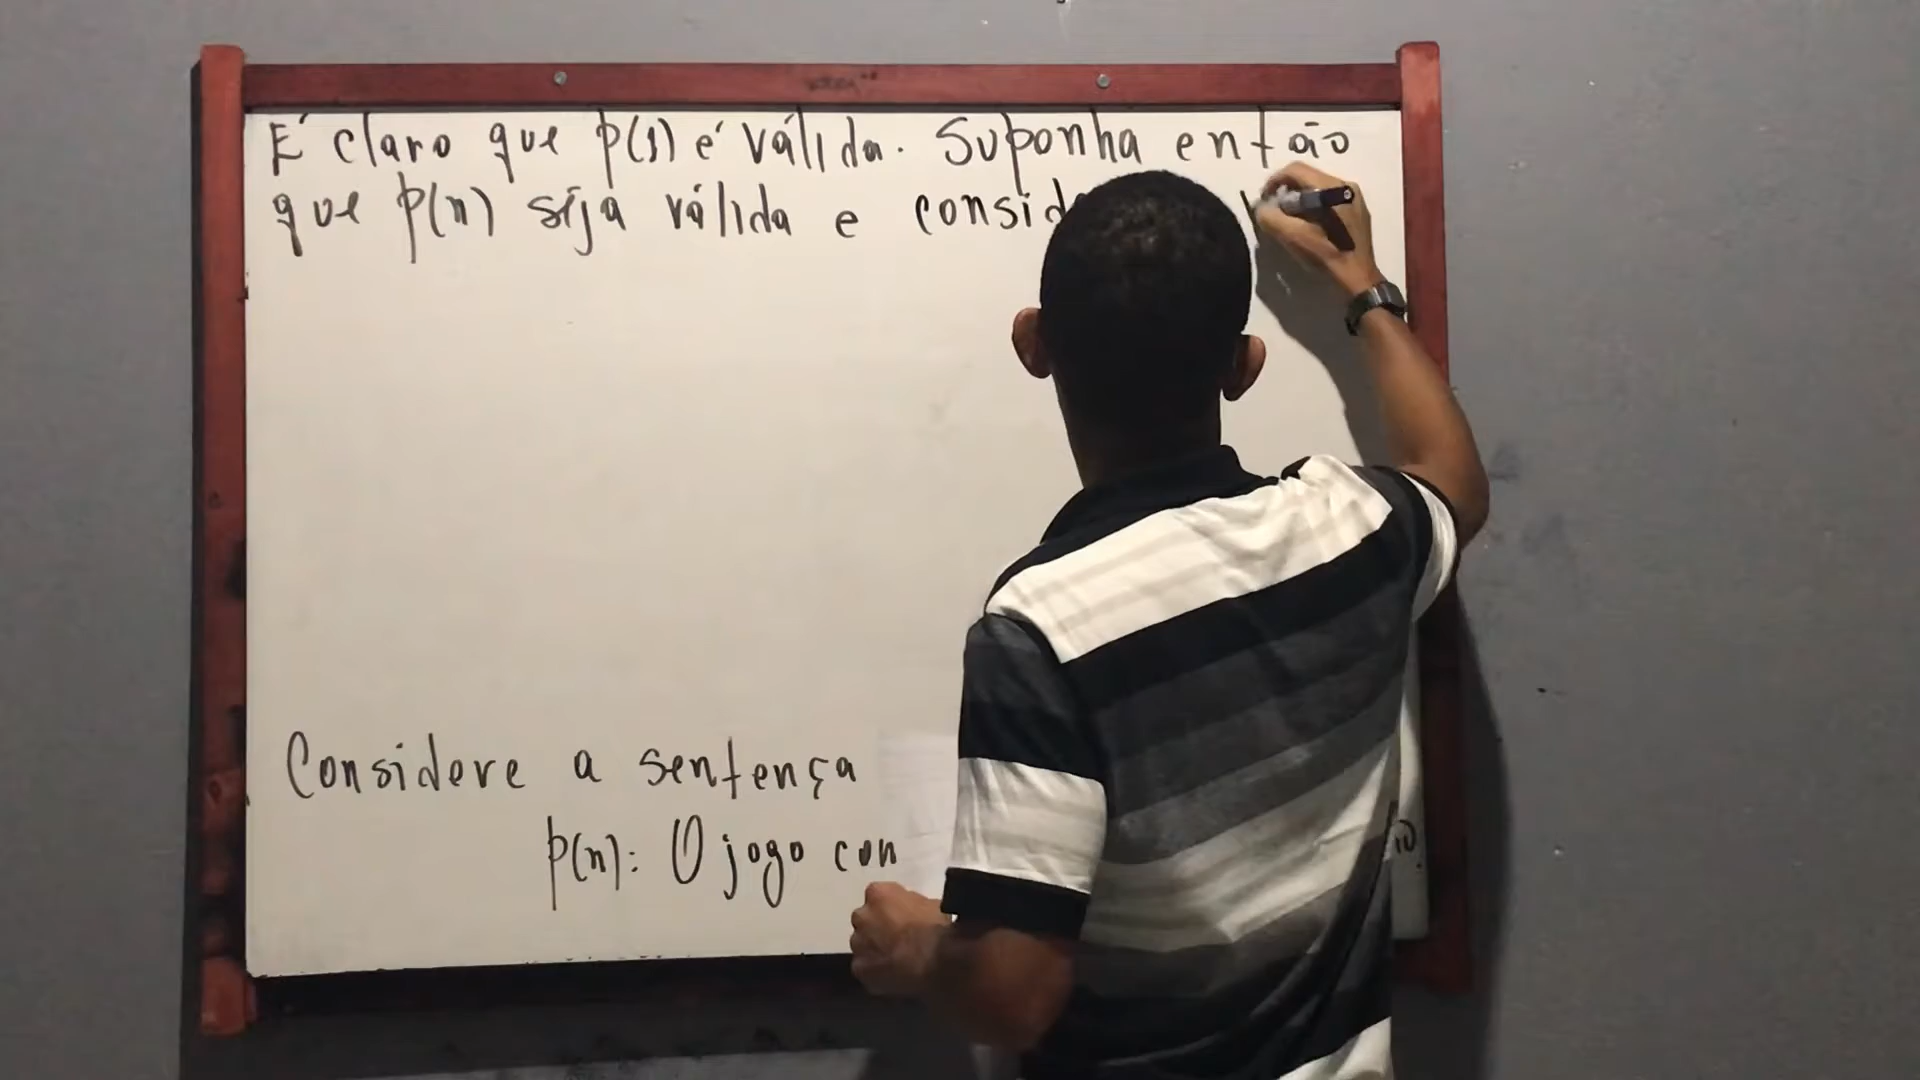 É claro que p(1) é válida. Suponha então
que p(n) seja válida e consid
Considere a sentença
p(n): O jogo con